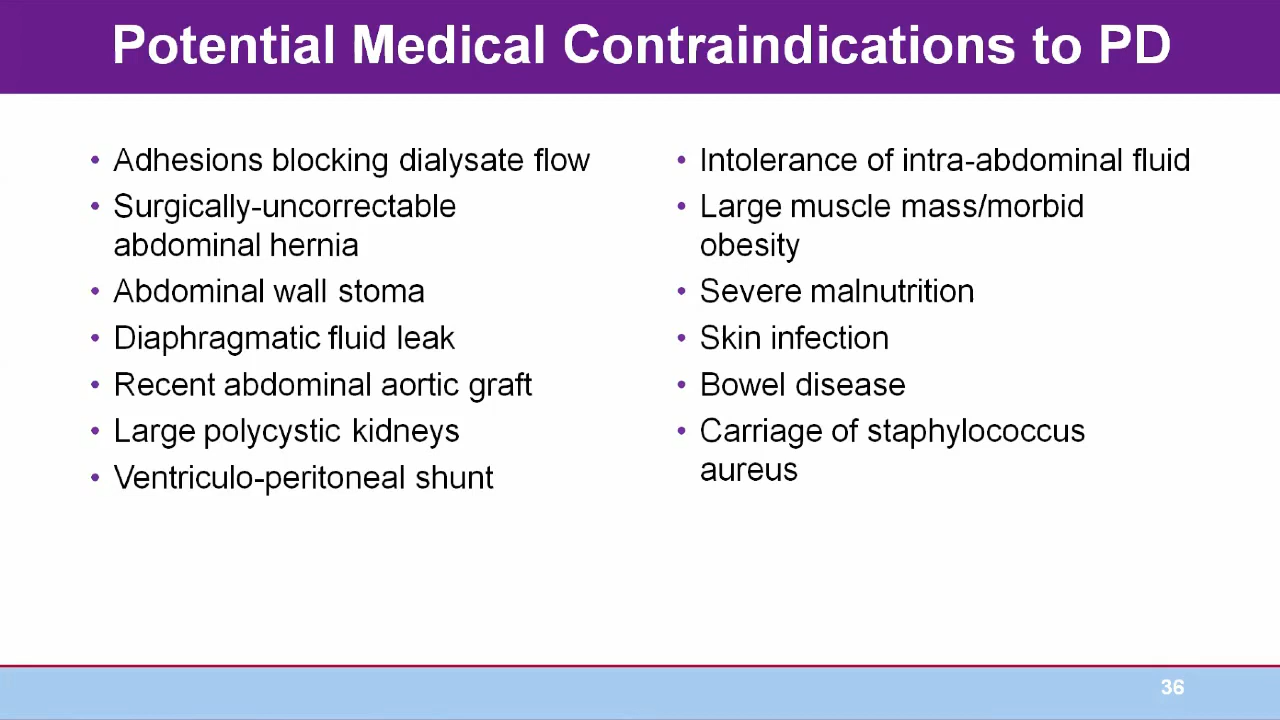 Potential Medical Contraindications to PD
• Adhesions blocking dialysate flow
• Surgically-uncorrectable
abdominal hernia
• Abdominal wall stoma
• Diaphragmatic fluid leak
• Recent abdominal aortic graft
• Large polycystic kidneys
• Ventriculo-peritoneal shunt
• Intolerance of intra-abdominal fluid
• Large muscle mass/morbid
obesity
• Severe malnutrition
• Skin infection
• Bowel disease
• Carriage of staphylococcus
aureus
36